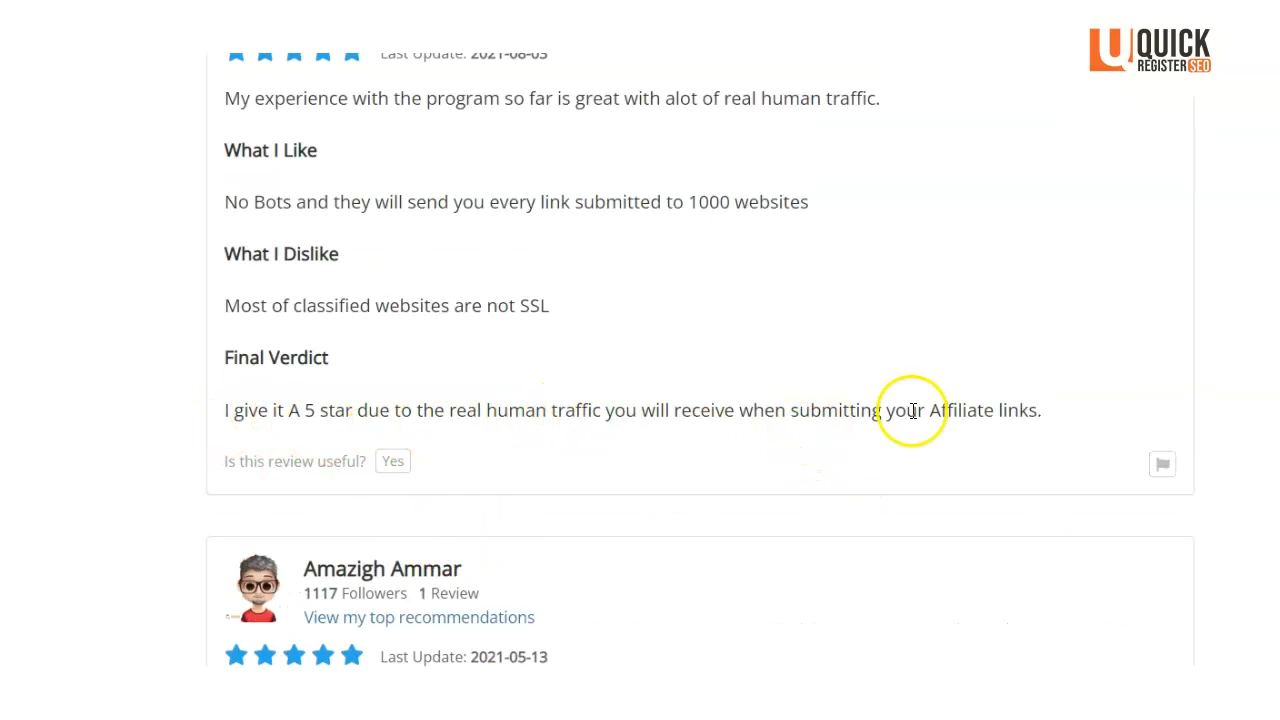 U QUICK
REGISTER SEO
Last Update: 2021-08-03
My experience with the program so far is great with alot of real human traffic.
What I Like
No Bots and they will send you every link submitted to 1000 websites
What I Dislike
Most of classified websites are not SSL
Final Verdict
I give it A 5 star due to the real human traffic you will receive when submitting your Affiliate links.
Is this review useful? Yes
Amazigh Ammar
1117 Followers 1 Review
View my top recommendations
Last Update: 2021-05-13